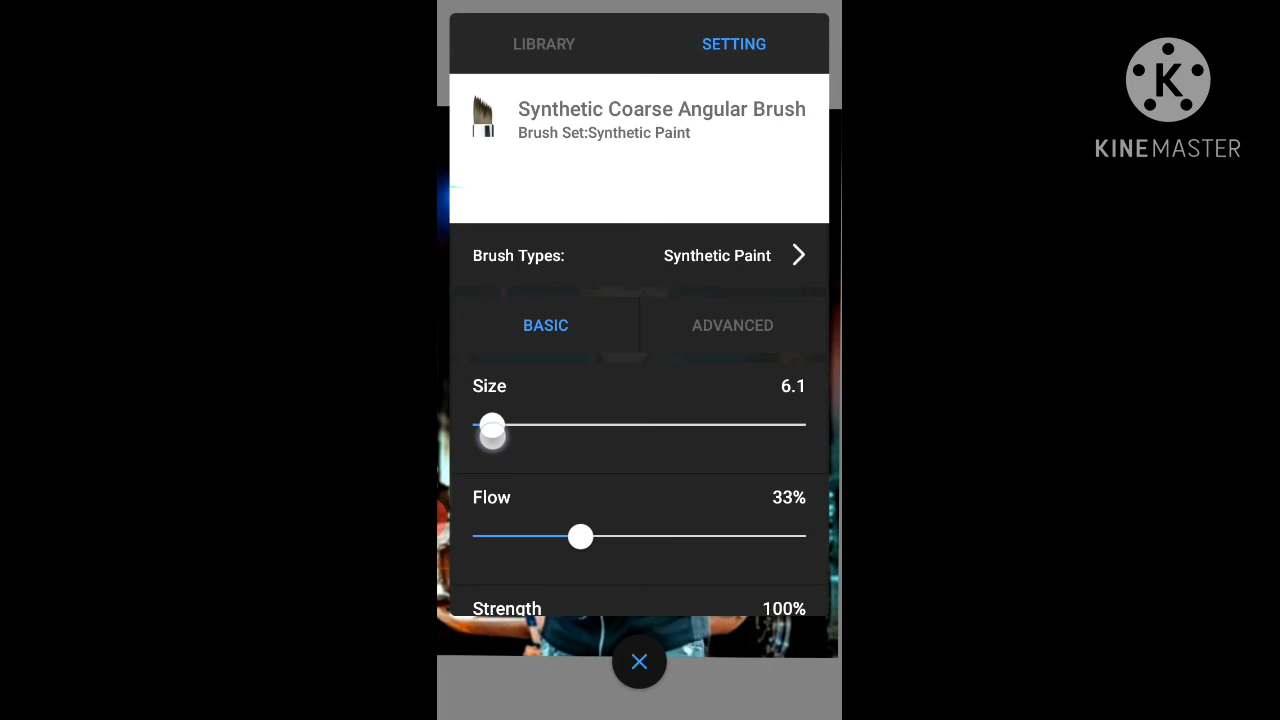 LIBRARY
SETTING
Synthetic Coarse Angular Brush
Brush Set:Synthetic Paint
Brush Types:
Synthetic Paint
BASIC
ADVANCED
Size
6.1
Flow
33%
Strength
100%
K
KINEMASTER